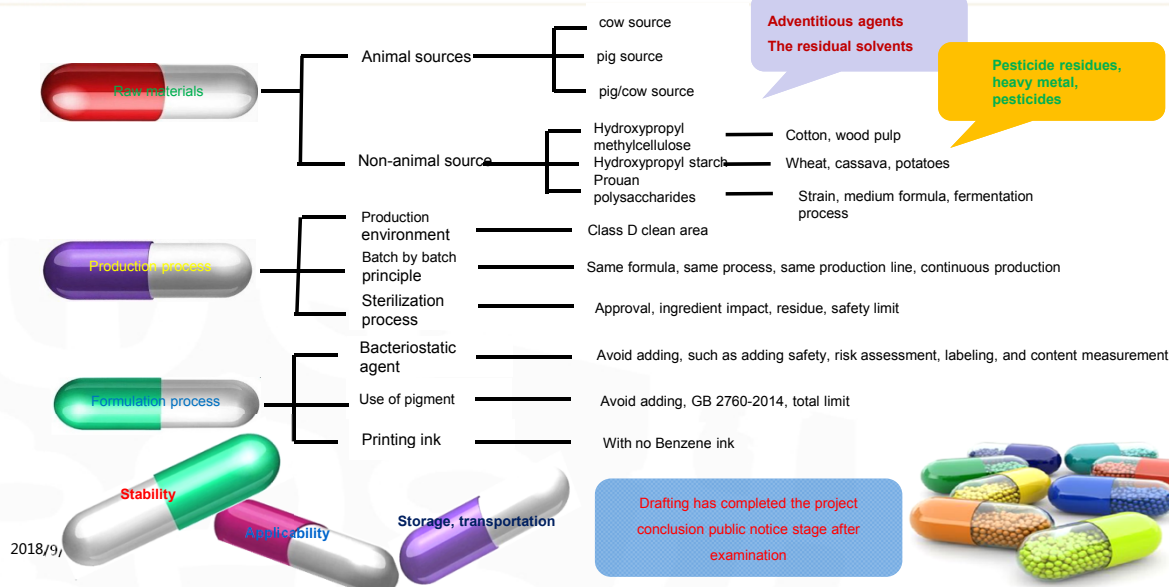 cow source
Adventitious agents
The residual solvents
Animal sources
pig source
Pesticide residues,
heavy metal,
pesticides
Raw materials
pig/cow source
Hydroxypropyl
methylcellulose
Cotton, wood pulp
Non-animal source
Hydroxypropyl starch
Wheat, cassava, potatoes
Prouan
polysaccharides
Strain, medium formula, fermentation
process
Production
environment
Class D clean area
Production process
Batch by batch
principle
Same formula, same process, same production line, continuous production
Sterilization
process
Approval, ingredient impact, residue, safety limit
Bacteriostatic
agent
Avoid adding, such as adding safety, risk assessment, labeling, and content measurement
Formulation process
Use of pigment
Avoid adding, GB 2760-2014, total limit
Printing ink
With no Benzene ink
Stability
Applicability
Storage, transportation
Drafting has completed the project
conclusion public notice stage after
examination
2018/9/